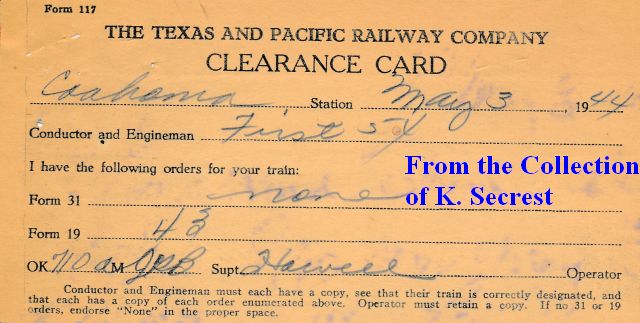 Form 117
THE TEXAS AND PACIFIC RAILWAY COMPANY
CLEARANCE CARD
Coahoma Station May 3 1944
Conductor and Engineman First 54
I have the following orders for your train:
From the Collection
of K. Secrest
Form 31 none
Form 19 43
OK 710 aM Supt. Operator
Conductor and Engineman must each have a copy, see that their train is correctly designated, and
that each has a copy of each order enumerated above. Operator must retain a copy. If no 31 or 19
orders, endorse "None" in the proper space.